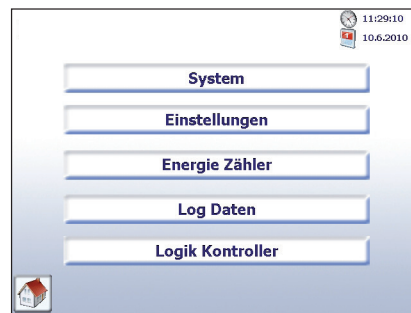 11:29:10
10.6.2010
System
Einstellungen
Energie Zähler
Log Daten
Logik Kontroller